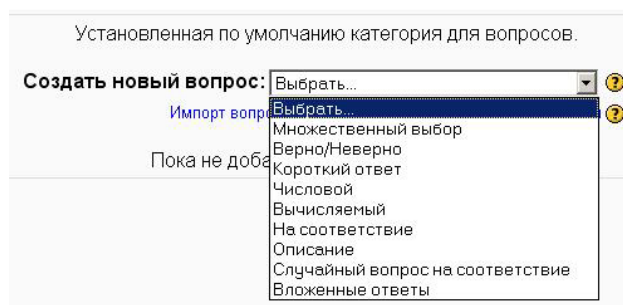 Установленная по умолчанию категория для вопросов.
Создать новый вопрос: Выбрать...
Импорт вопр
Выбрать...
Множественный выбор
Верно/Неверно
Пока не доба
Короткий ответ
Числовой
Вычисляемый
На соответствие
Описание
Случайный вопрос на соответствие
Вложенные ответы